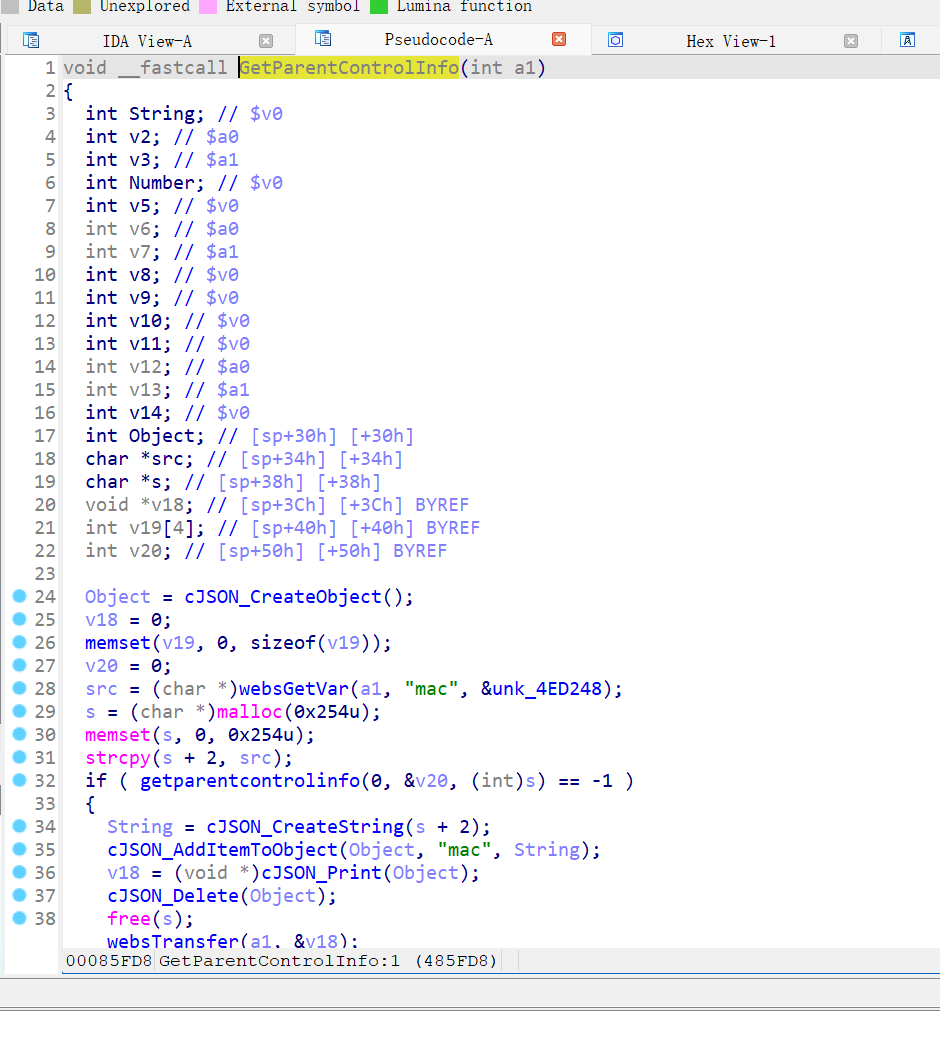 Data Unexplored External symbol Lumina function
IDA View-A Pseudocode-A Hex View-1 A
1 void __fastcall GetParentControlInfo(int a1)
2 {
3 int String; // $v0
4 int v2; // $a0
5 int v3; // $a1
6 int Number; // $v0
7 int v5; // $v0
8 int v6; // $a0
9 int v7; // $a1
10 int v8; // $v0
11 int v9; // $v0
12 int v10; // $v0
13 int v11; // $v0
14 int v12; // $a0
15 int v13; // $a1
16 int v14; // $v0
17 int Object; // [sp+30h] [+30h]
18 char *src; // [sp+34h] [+34h]
19 char *s; // [sp+38h] [+38h]
20 void *v18; // [sp+3Ch] [+3Ch] BYREF
21 int v19[4]; // [sp+40h] [+40h] BYREF
22 int v20; // [sp+50h] [+50h] BYREF
23
24 Object = cJSON_CreateObject();
25 v18 = 0;
26 memset(v19, 0, sizeof(v19));
27 v20 = 0;
28 src = (char *)websGetVar(a1, "mac", &unk_4ED248);
29 s = (char *)malloc(0x254u);
30 memset(s, 0, 0x254u);
31 strcpy(s + 2, src);
32 if ( getparentcontrolinfo(0, &v20, (int)s) == -1 )
33 {
34 String = cJSON_CreateString(s + 2);
35 cJSON_AddItemToObject(Object, "mac", String);
36 v18 = (void *)cJSON_Print(Object);
37 cJSON_Delete(Object);
38 free(s);
websTransfer(a1, &v18);
00085FD8 GetParentControlInfo:1 (485FD8)